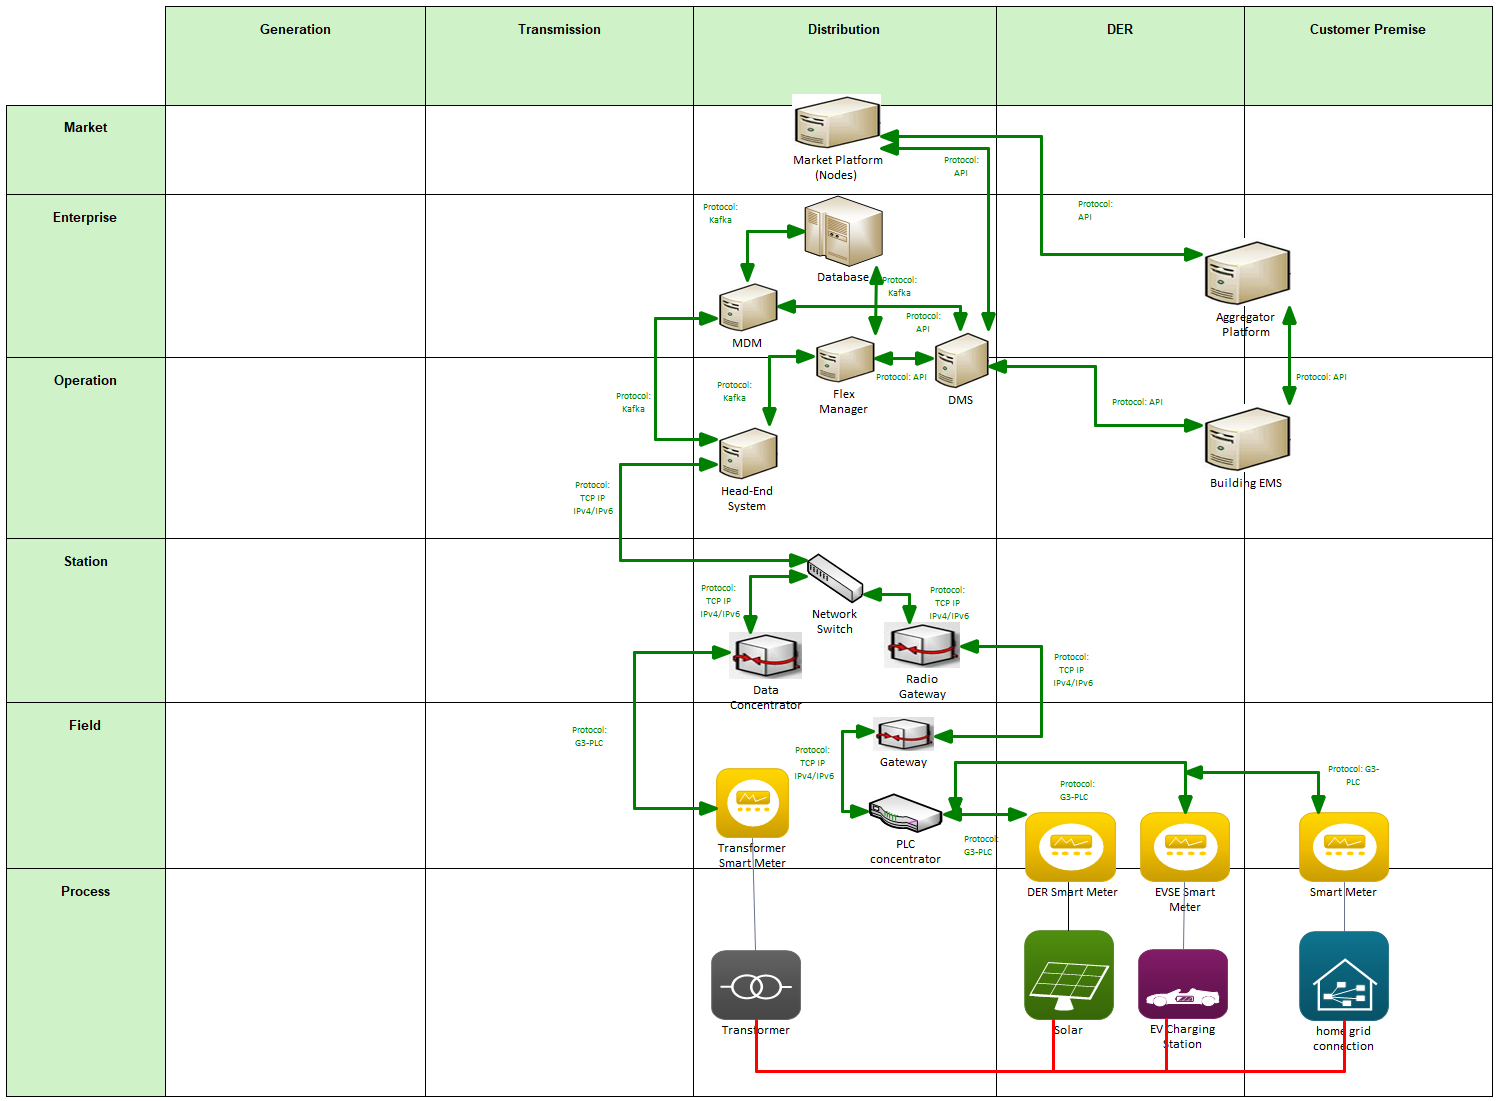 Generation
Transmission
Distribution
DER
Customer Premise
Market
Market Platform
(Nodes)
Protocol:
API
Enterprise
Protocol:
Kafka
Protocol:
API
Database
Protocol:
Kafka
Aggregator
Platform
Protocol:
API
MDM
Operation
Protocol: API
Protocol: API
Protocol:
Kafka
Protocol:
Kafka
Flex
Manager
DMS
Protocol: API
Head-End
System
Building EMS
Protocol:
TCP IP
IPv4/IPv6
Station
Protocol:
TCP IP
IPv4/IPv6
Network
Switch
Protocol:
TCP IP
IPv4/IPv6
Data
Concentrator
Radio
Gateway
Protocol:
TCP IP
IPv4/IPv6
Field
Protocol:
G3-PLC
Protocol:
TCP IP
IPv4/IPv6
Gateway
Protocol:
G3-PLC
Protocol: G3-
PLC
Transformer
Smart Meter
PLC
concentrator
Protocol:
G3-PLC
Process
DER Smart Meter
EVSE Smart
Meter
Smart Meter
Transformer
Solar
EV Charging
Station
home grid
connection